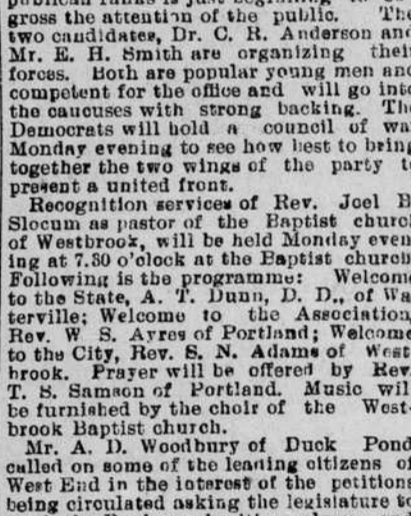 publican ranks is just beginning to
gross the attention of the public. The
two candidates, Dr. C. R. Anderson and
Mr. E. H. Smith are organizing their
forces. Both are popular young men and
competent for the office and will go into
the caucuses with strong backing. The
Democrats will hold a council of wa
Monday evening to see how best to bring
together the two wings of the party t
present a united front.
Recognition services of Rev. Joel B
Slocum as pastor of the Baptist church
of Westbrook, will be held Monday even
ing at 7.30 o'clock at the Baptist church
Following is the programme: Welcome
to the State, A. T. Dunn, D. D., of Wa
terville; Welcome to the Association,
Rev. W S. Ayres of Portland; Welcome
to the City, Rev. S. N. Adams of West
brook. Prayer will be offered by Rev.
T. S. Samson of Portland. Music will
be furnished by the choir of the West-
brook Baptist church.
Mr. A. D. Woodbury of Duck Pond
called on some of the leading citizens of
West End in the interest of the petitions
being circulated asking the legislature to